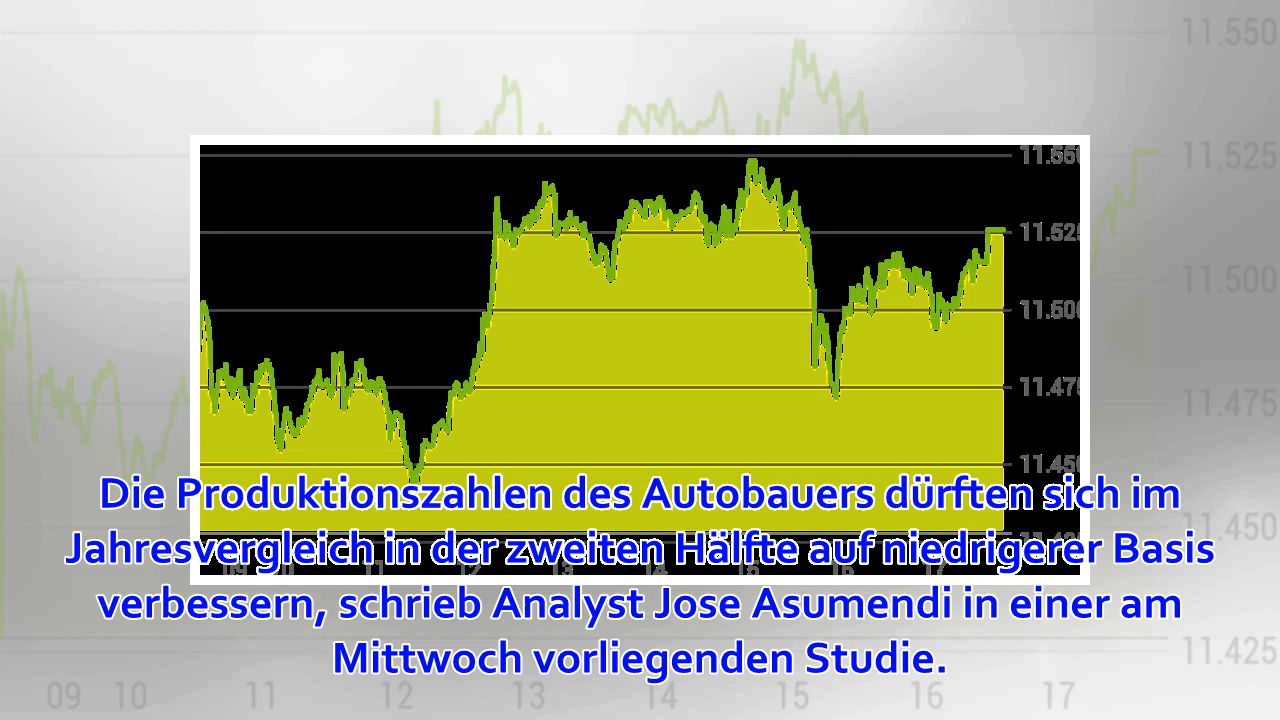 11.550
11.525
11.500
11.475
11.450
11.425
Die Produktionszahlen des Autobauers dürften sich im
Jahresvergleich in der zweiten Hälfte auf niedrigerer Basis
verbessern, schrieb Analyst Jose Asumendi in einer am
Mittwoch vorliegenden Studie.
09 10 11 12 13 14 15 16 17